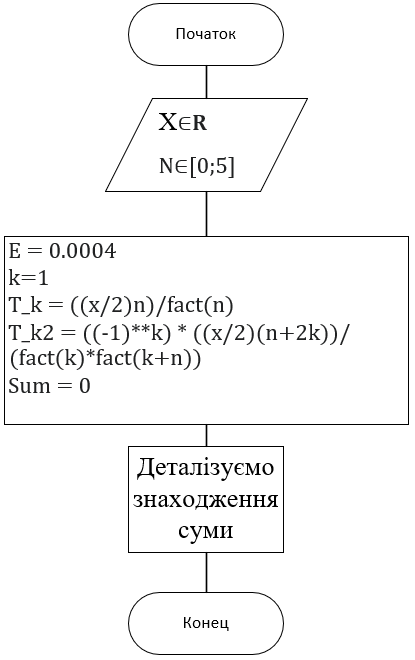 Початок
X∈R
N∈[0;5]
E = 0.0004
k=1
T_k = ((x/2)n)/fact(n)
T_k2 = ((-1)**k) * ((x/2)(n+2k))/
(fact(k)*fact(k+n))
Sum = 0
Деталізуємо
знаходження
суми
Конец